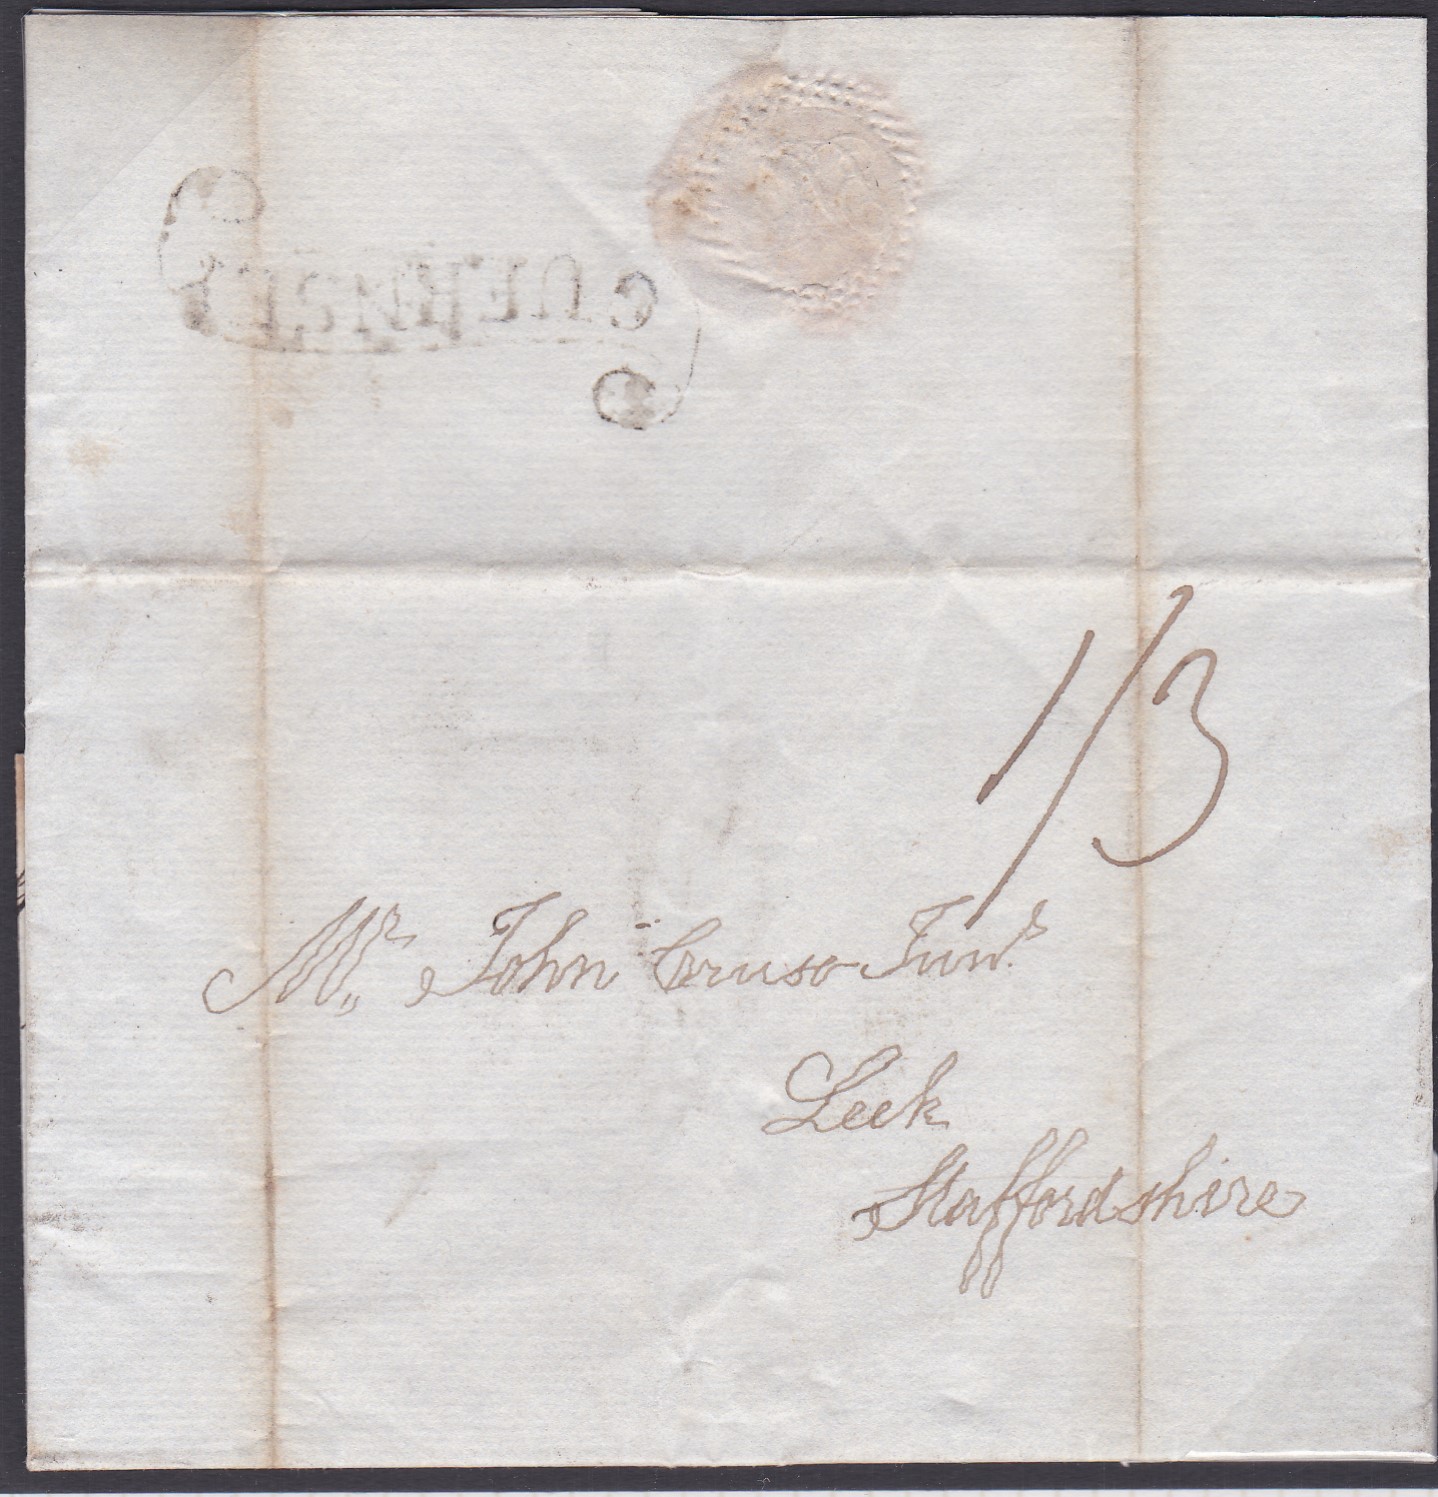 GUERNSEY
1/3
Mr John Cruso Junr
Leek
Staffordshire